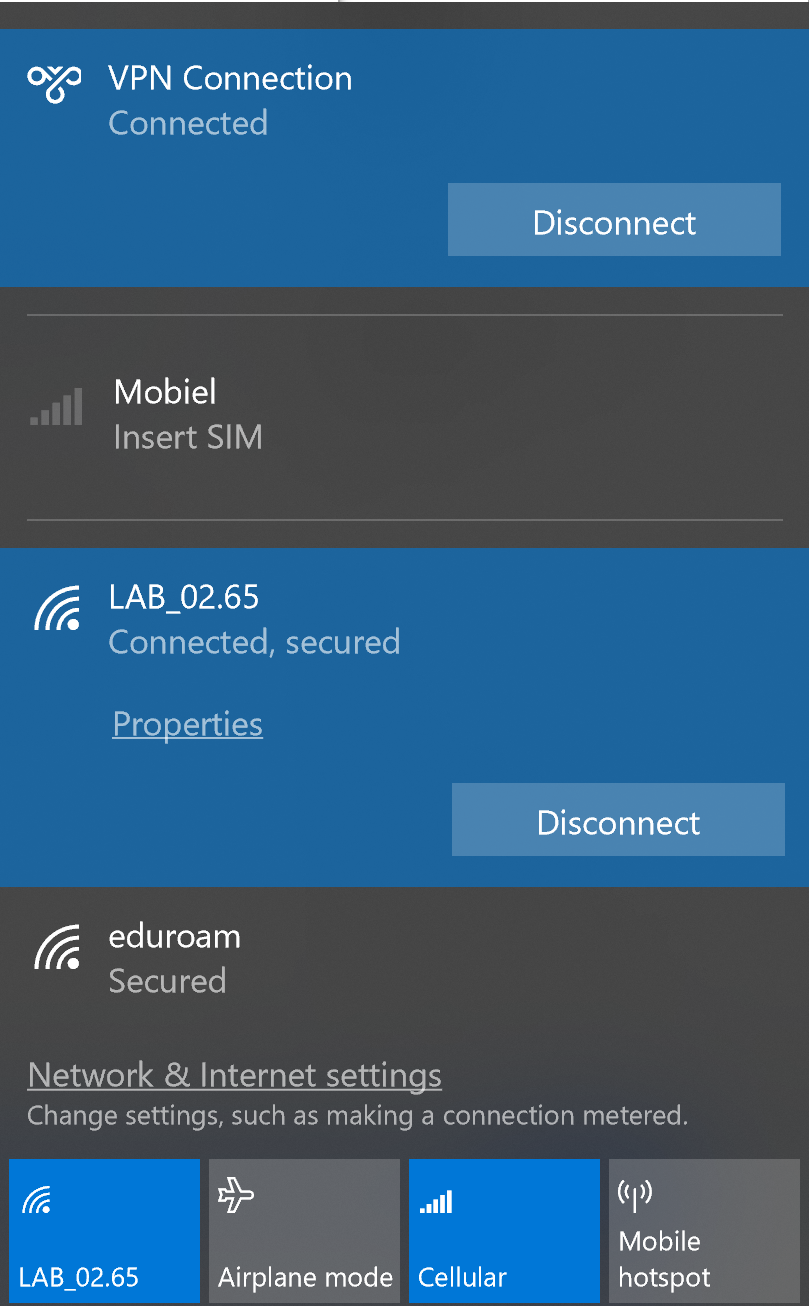 VPN Connection
Connected
Disconnect
Mobiel
Insert SIM
LAB_02.65
Connected, secured
Properties
Disconnect
eduroam
Secured
Network & Internet settings
Change settings, such as making a connection metered.
LAB_02.65
Airplane mode
Cellular
Mobile
hotspot